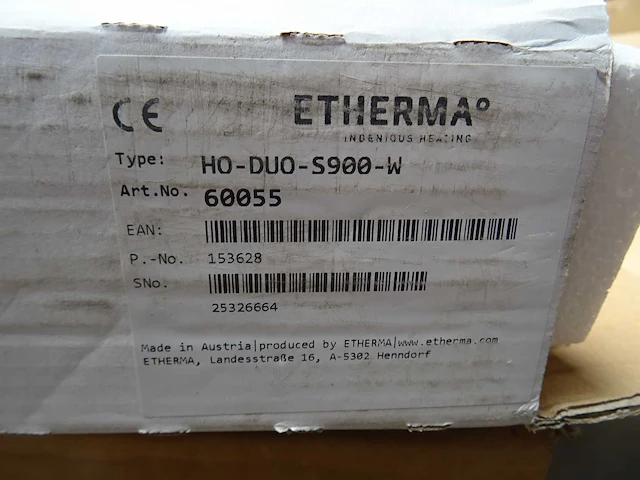 CE ETHERMA°
INGENIOUS HEATING
Type: HO-DUO-S900-W
Art.No. 60055
EAN:
P.-No. 153628
SNo.
25326664
Made in Austria|produced by ETHERMA|www.etherma.com
ETHERMA, Landesstraße 16, A-5302 Henndorf